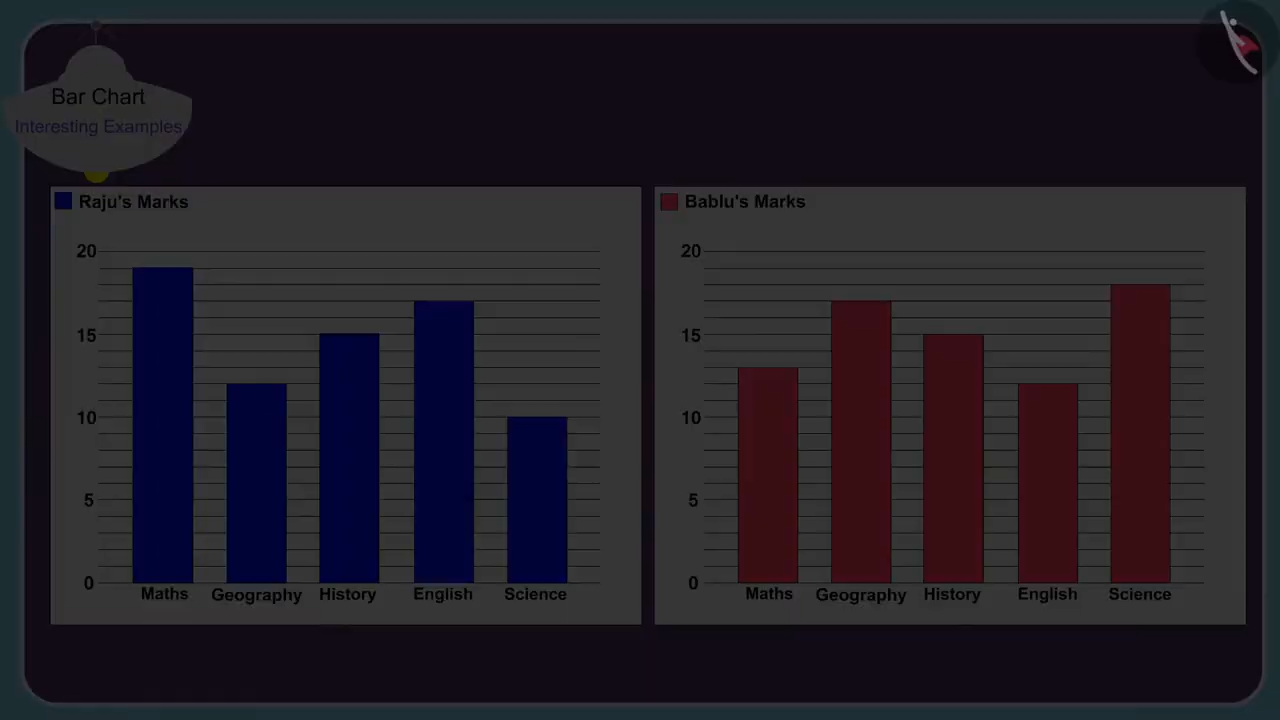 Bar Chart
Interesting Examples
Raju's Marks
20
15
10
5
0
Maths Geography History English Science
Bablu's Marks
20
15
10
5
0
Maths Geography History English Science